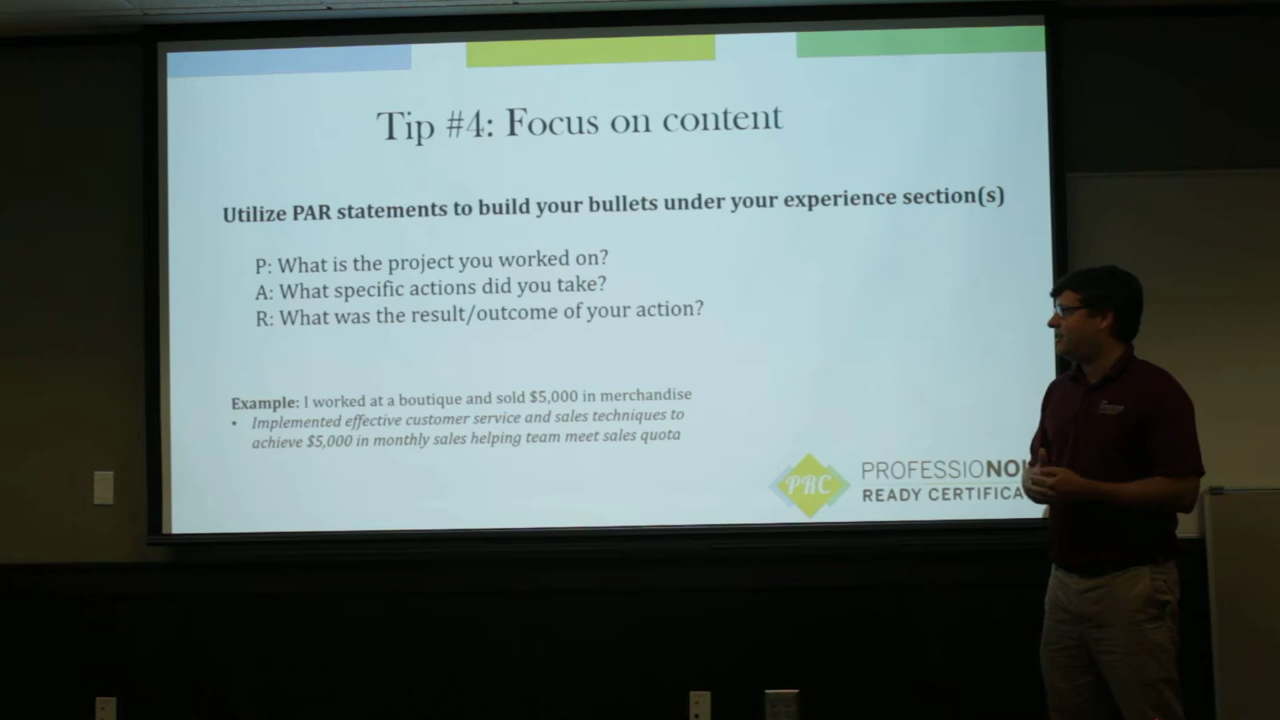 Tip #4: Focus on content
Utilize PAR statements to build your bullets under your experience section(s)
P: What is the project you worked on?
A: What specific actions did you take?
R: What was the result/outcome of your action?
Example: I worked at a boutique and sold $5,000 in merchandise
• Implemented effective customer service and sales techniques to
achieve $5,000 in monthly sales helping team meet sales quota
PRC
PROFESSIONOL
READY CERTIFICA